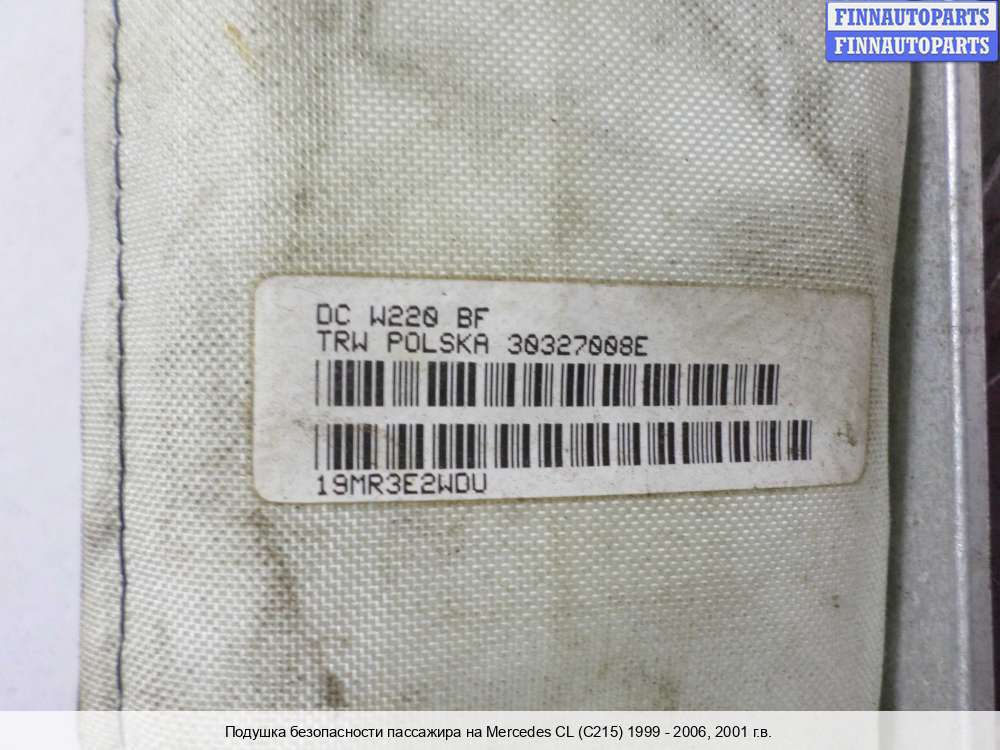 FINNAUTOPARTS
FINNAUTOPARTS
DC W220 BF
TRW POLSKA 30327008E
19MR3E2WDU
Подушка безопасности пассажира на Mercedes CL (C215) 1999 - 2006, 2001 г.в.